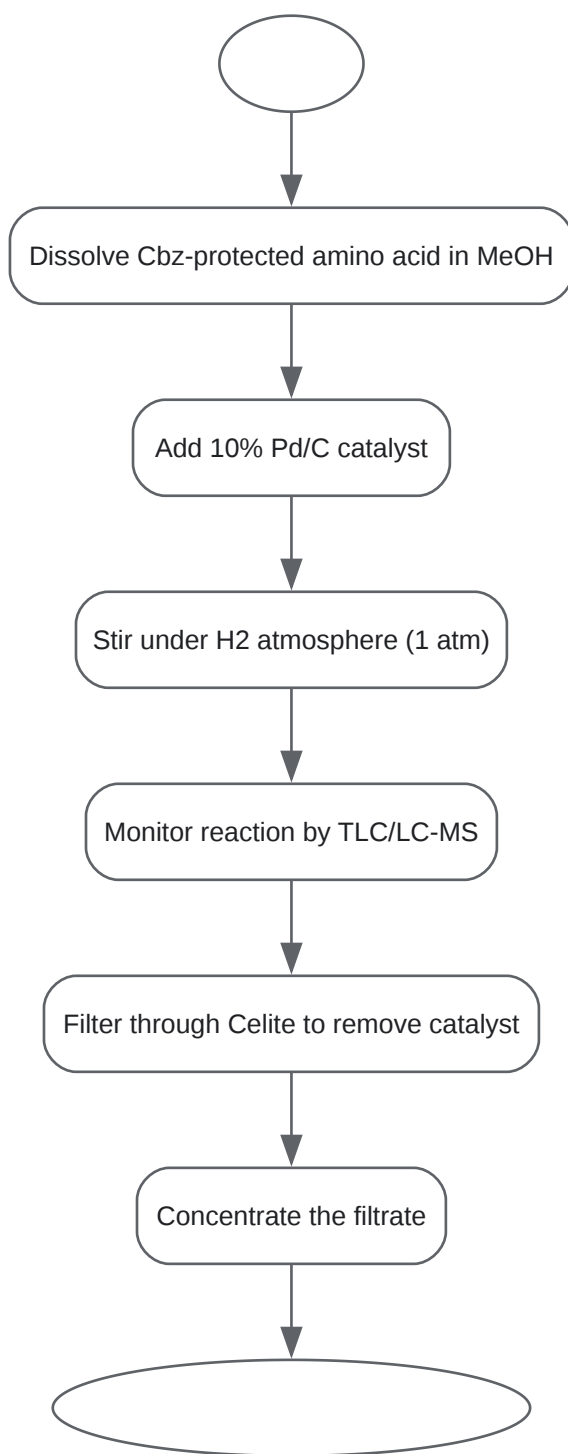 Dissolve Cbz-protected amino acid in MeOH
Add 10% Pd/C catalyst
Stir under H2 atmosphere (1 atm)
Monitor reaction by TLC/LC-MS
Filter through Celite to remove catalyst
Concentrate the filtrate